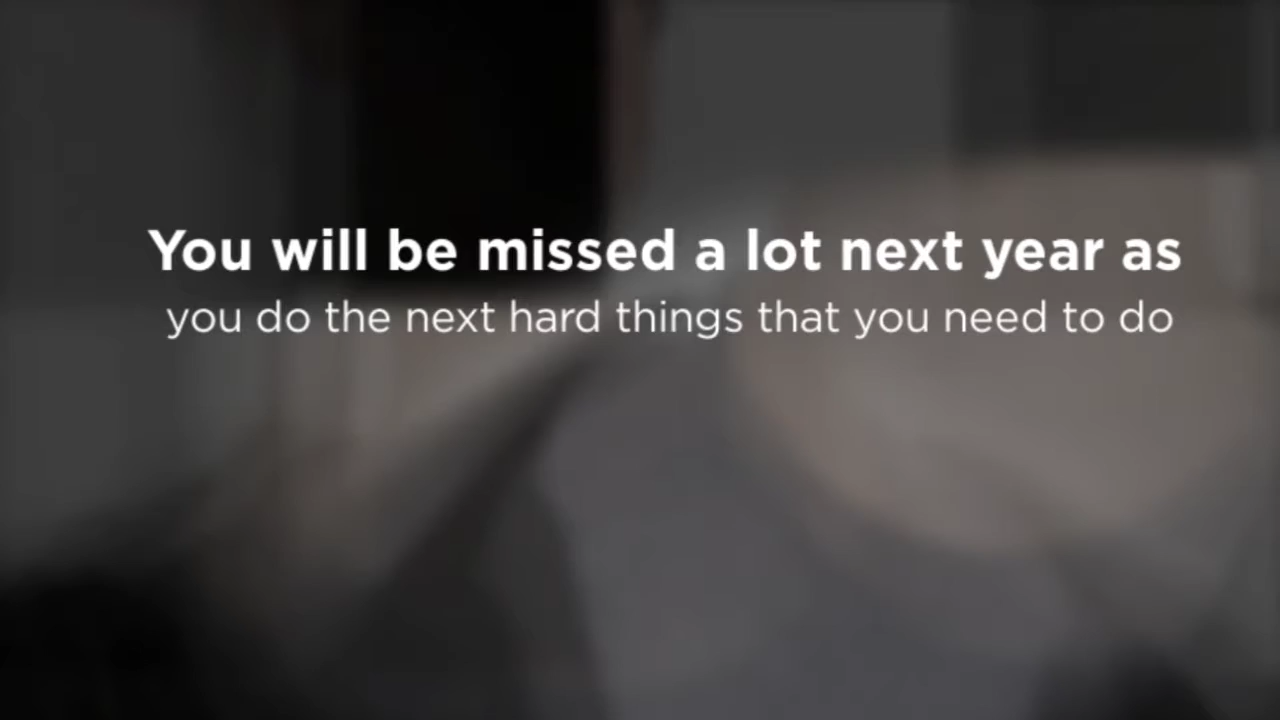 You will be missed a lot next year as
you do the next hard things that you need to do